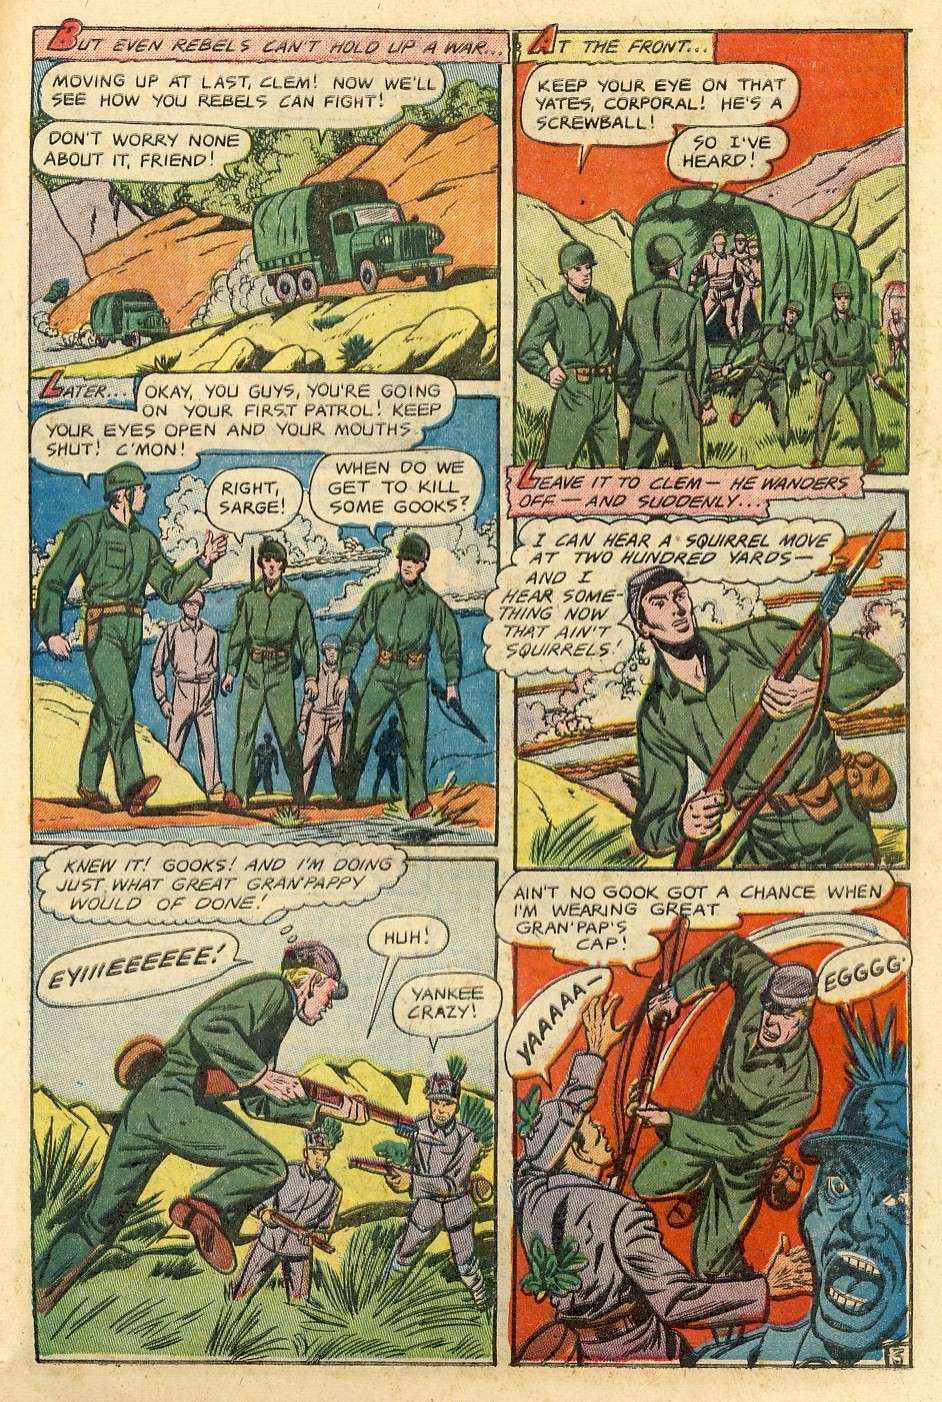 BUT EVEN REBELS CAN'T HOLD UP A WAR...
MOVING UP AT LAST, CLEM! NOW WE'LL
SEE HOW YOU REBELS CAN FIGHT!
DON'T WORRY NONE
ABOUT IT, FRIEND!
AT THE FRONT...
KEEP YOUR EYE ON THAT
YATES, CORPORAL! HE'S A
SCREWBALL!
SO I'VE
HEARD!
LATER...
OKAY, YOU GUYS, YOU'RE GOING
ON YOUR FIRST PATROL! KEEP
YOUR EYES OPEN AND YOUR MOUTHS
SHUT! C'MON!
RIGHT,
SARGE!
WHEN DO WE
GET TO KILL
SOME GOOKS?
LEAVE IT TO CLEM — HE WANDERS
OFF — AND SUDDENLY...
I CAN HEAR A SQUIRREL MOVE
AT TWO HUNDRED YARDS —
AND I
HEAR SOME-
THING NOW
THAT AIN'T
SQUIRRELS!
KNEW IT! GOOKS! AND I'M DOING
JUST WHAT GREAT GRAN'PAPPY
WOULD OF DONE!
EYIIIEEEEEE!
HUH!
YANKEE
CRAZY!
AIN'T NO GOOK GOT A CHANCE WHEN
I'M WEARING GREAT
GRAN'PAP'S
CAP!
YAAAAA—
EGGGG-
3